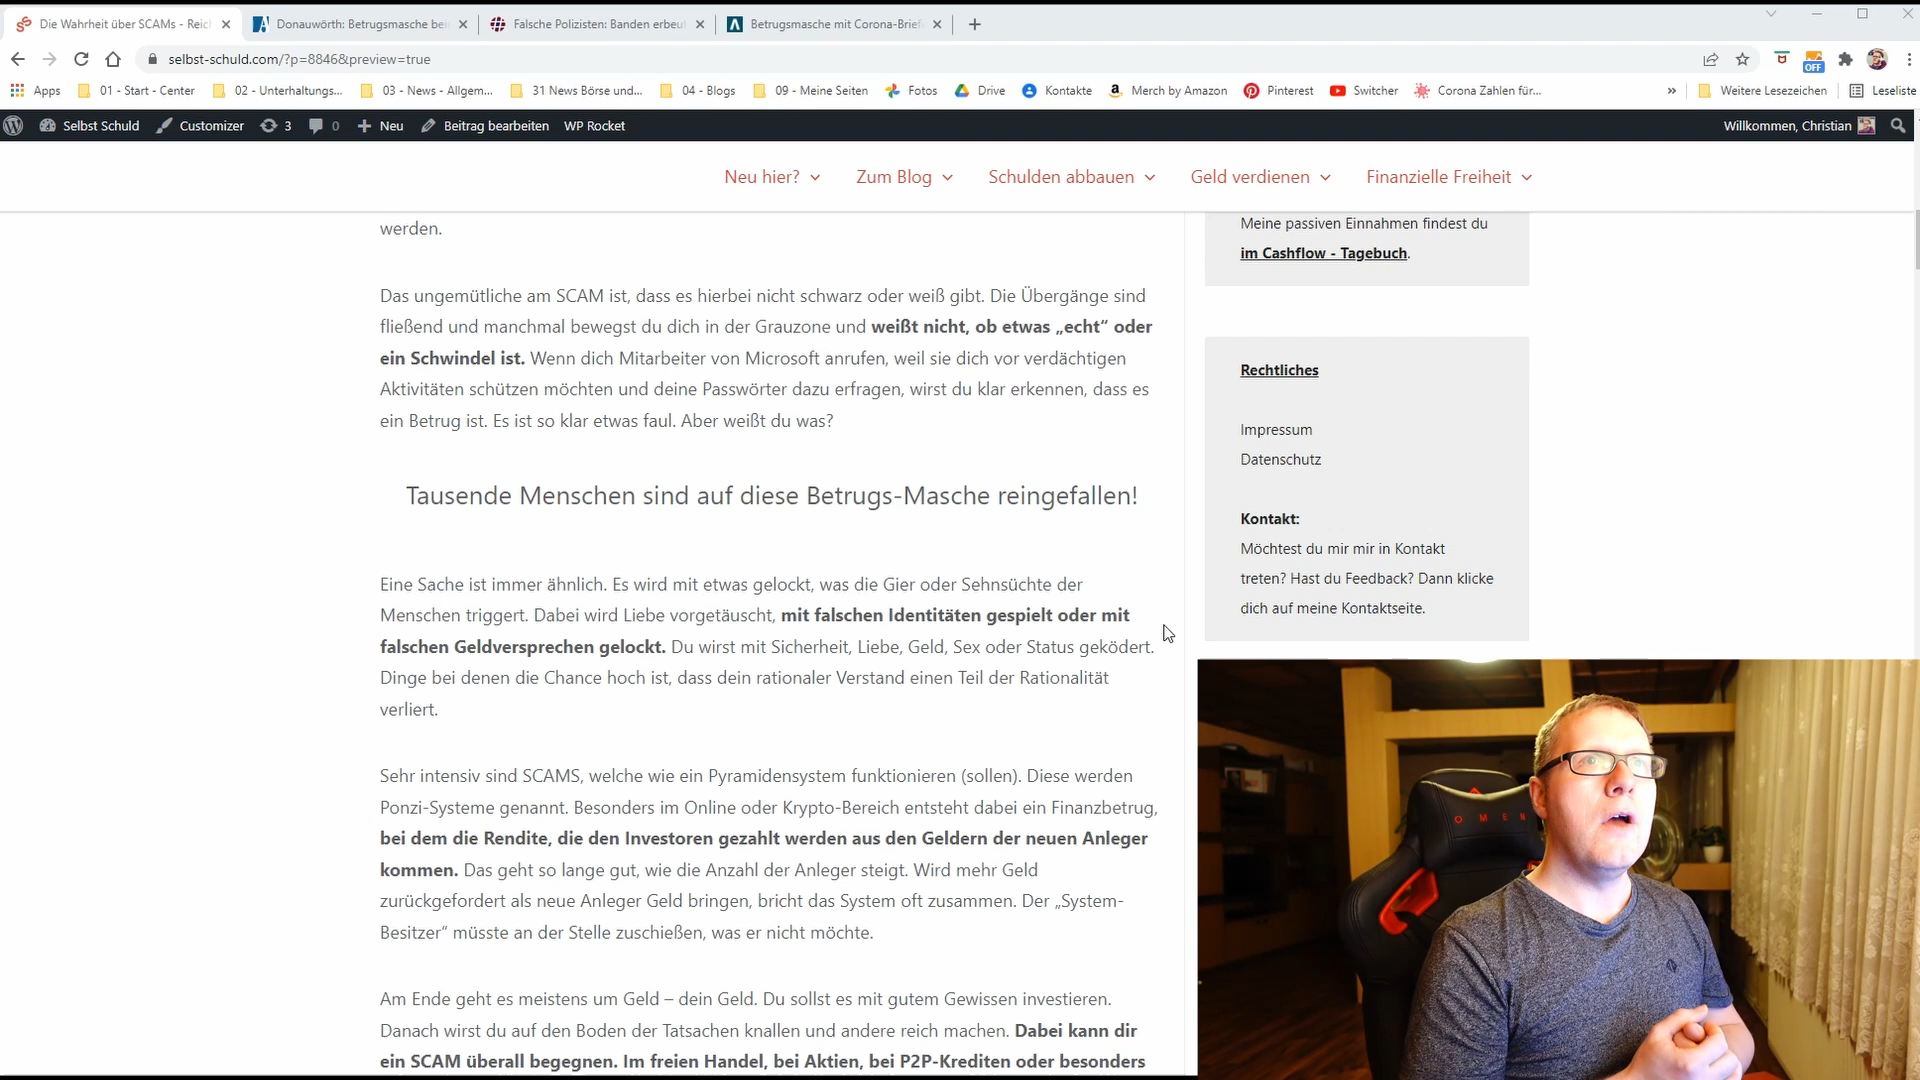 Die Wahrheit über SCAMs - Reich
Donauwörth: Betrugsmasche bei
Falsche Polizisten: Banden erbeut
Betrugsmasche mit Corona-Brief
selbst-schuld.com/?p=8846&preview=true
OFF
Apps
01 - Start - Center
02 - Unterhaltungs...
03 - News - Allgem...
31 News Börse und...
04 - Blogs
09 - Meine Seiten
Fotos
Drive
Kontakte
Merch by Amazon
Pinterest
Switcher
Corona Zahlen für...
»
Weitere Lesezeichen
Leseliste
Selbst Schuld
Customizer
3
0
Neu
Beitrag bearbeiten
WP Rocket
Willkommen, Christian
Neu hier?
Zum Blog
Schulden abbauen
Geld verdienen
Finanzielle Freiheit
werden.
Das ungemütliche am SCAM ist, dass es hierbei nicht schwarz oder weiß gibt. Die Übergänge sind
fließend und manchmal bewegst du dich in der Grauzone und weißt nicht, ob etwas „echt“ oder
ein Schwindel ist. Wenn dich Mitarbeiter von Microsoft anrufen, weil sie dich vor verdächtigen
Aktivitäten schützen möchten und deine Passwörter dazu erfragen, wirst du klar erkennen, dass es
ein Betrug ist. Es ist so klar etwas faul. Aber weißt du was?
Tausende Menschen sind auf diese Betrugs-Masche reingefallen!
Eine Sache ist immer ähnlich. Es wird mit etwas gelockt, was die Gier oder Sehnsüchte der
Menschen triggert. Dabei wird Liebe vorgetäuscht, mit falschen Identitäten gespielt oder mit
falschen Geldversprechen gelockt. Du wirst mit Sicherheit, Liebe, Geld, Sex oder Status geködert.
Dinge bei denen die Chance hoch ist, dass dein rationaler Verstand einen Teil der Rationalität
verliert.
Sehr intensiv sind SCAMS, welche wie ein Pyramidensystem funktionieren (sollen). Diese werden
Ponzi-Systeme genannt. Besonders im Online oder Krypto-Bereich entsteht dabei ein Finanzbetrug,
bei dem die Rendite, die den Investoren gezahlt werden aus den Geldern der neuen Anleger
kommen. Das geht so lange gut, wie die Anzahl der Anleger steigt. Wird mehr Geld
zurückgefordert als neue Anleger Geld bringen, bricht das System oft zusammen. Der „System-
Besitzer“ müsste an der Stelle zuschießen, was er nicht möchte.
Am Ende geht es meistens um Geld – dein Geld. Du sollst es mit gutem Gewissen investieren.
Danach wirst du auf den Boden der Tatsachen knallen und andere reich machen. Dabei kann dir
ein SCAM überall begegnen. Im freien Handel, bei Aktien, bei P2P-Krediten oder besonders
Meine passiven Einnahmen findest du
im Cashflow - Tagebuch.
Rechtliches
Impressum
Datenschutz
Kontakt:
Möchtest du mir mir in Kontakt
treten? Hast du Feedback? Dann klicke
dich auf meine Kontaktseite.
OMEN